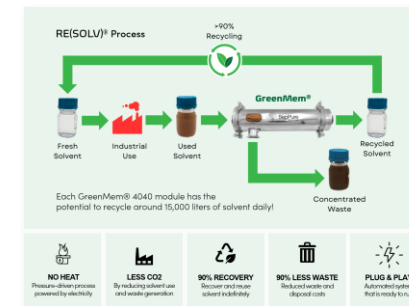 >90%
Recycling
RE(SOLV)® Process
GreenMem®
SepPure
Fresh
Solvent
Industrial
Use
Used
Solvent
Recycled
Solvent
Concentrated
Waste
Each GreenMem® 4040 module has the
potential to recycle around 15,000 liters of solvent daily!
NO HEAT
Pressure-driven process
powered by electricity
LESS CO2
By reducing solvent use
and waste generation
90% RECOVERY
Recover and reuse
solvent indefinitely
90% LESS WASTE
Reduced waste and
disposal costs
PLUG & PLA
Automated syste
that is ready to